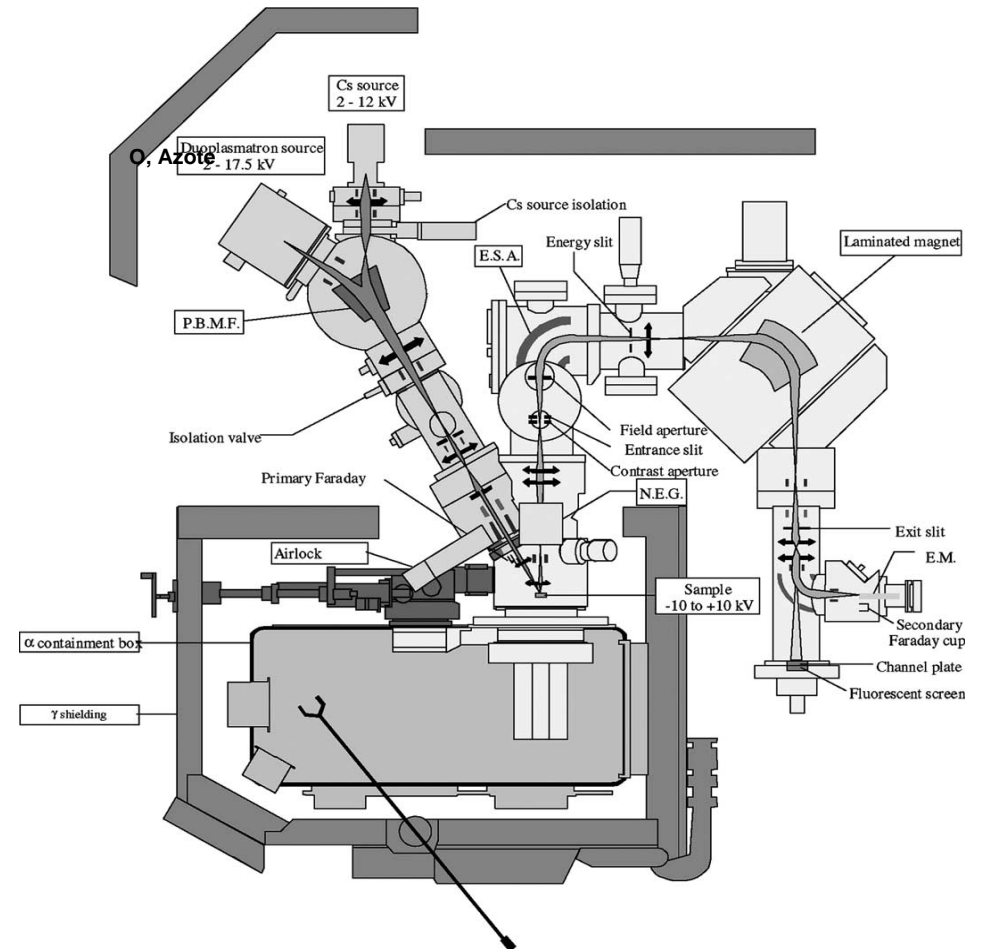 Cs source
2 - 12 kV
Duoplasmatron source
O, Azote
2 - 17.5 kV
Cs source isolation
Energy slit
E.S.A.
Laminated magnet
P.B.M.F.
Isolation valve
Field aperture
Entrance slit
Contrast aperture
Primary Faraday
N.E.G.
Exit slit
Airlock
E.M.
Sample
-10 to +10 kV
Secondary
Faraday cup
α containment box
Channel plate
Fluorescent screen
γ shielding